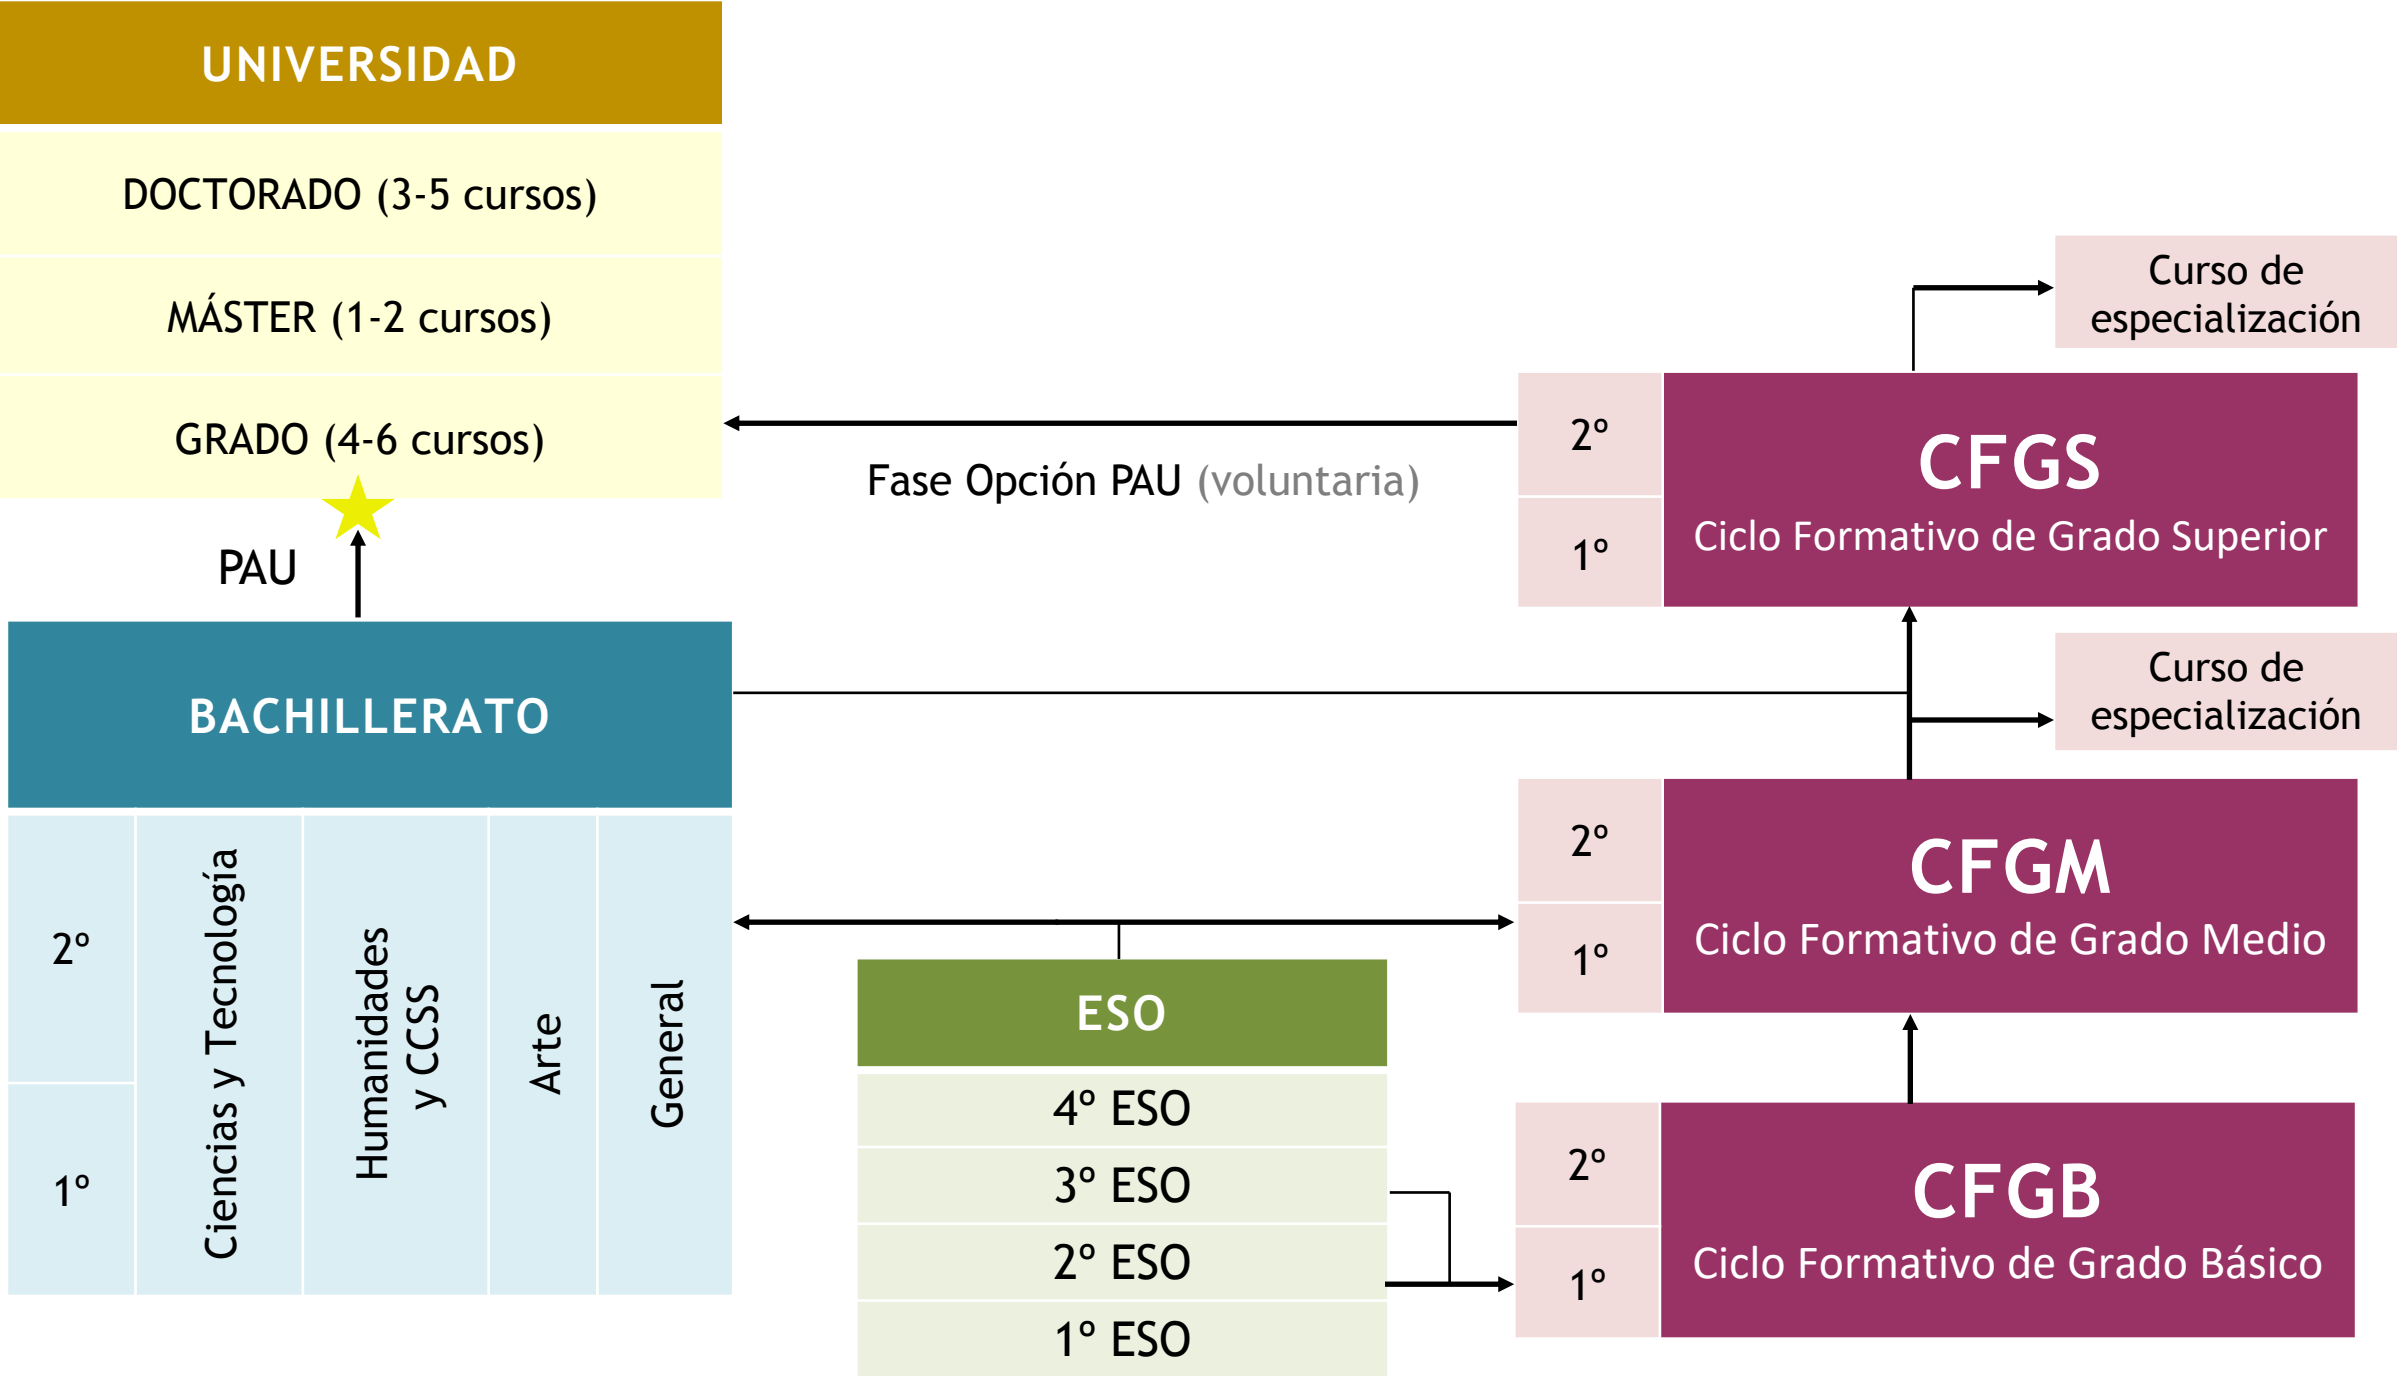 UNIVERSIDAD
DOCTORADO (3-5 cursos)
MÁSTER (1-2 cursos)
GRADO (4-6 cursos)
PAU
Fase Opción PAU (voluntaria)
Curso de
especialización
2º
1º
CFGS
Ciclo Formativo de Grado Superior
BACHILLERATO
2º
1º
Ciencias y Tecnología
Humanidades
y CCSS
Arte
General
Curso de
especialización
2º
1º
CFGM
Ciclo Formativo de Grado Medio
ESO
4º ESO
3º ESO
2º ESO
1º ESO
2º
1º
CFGB
Ciclo Formativo de Grado Básico